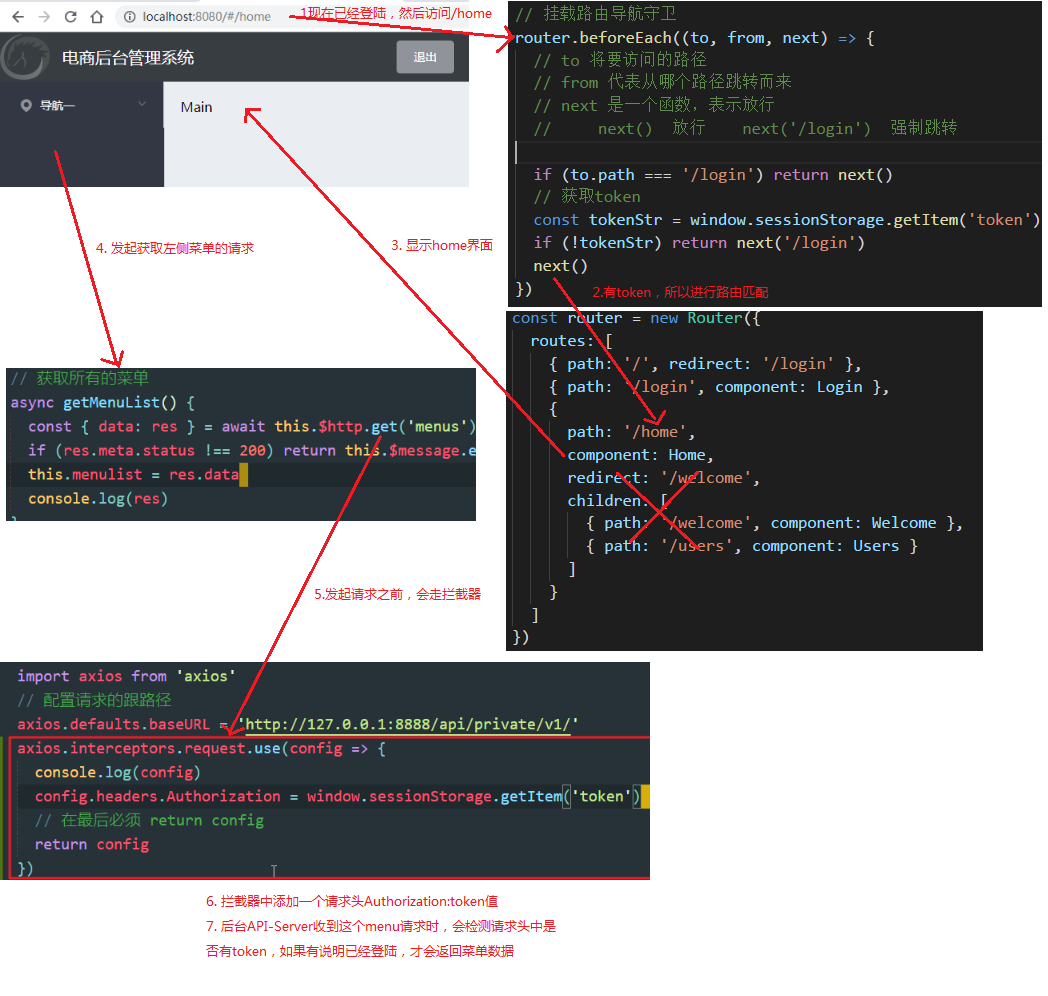 localhost:8080/#/home
1现在已经登陆，然后访问/home
电商后台管理系统
退出
导航一
Main
// 挂载路由导航守卫
router.beforeEach((to, from, next) => {
// to 将要访问的路径
// from 代表从哪个路径跳转而来
// next 是一个函数，表示放行
// next() 放行 next('/login') 强制跳转
if (to.path === '/login') return next()
// 获取token
const tokenStr = window.sessionStorage.getItem('token')
if (!tokenStr) return next('/login')
next()
})
2.有token，所以进行路由匹配
const router = new Router({
routes: [
{ path: '/', redirect: '/login' },
{ path: '/login', component: Login },
{
path: '/home',
component: Home,
redirect: '/welcome',
children: [
{ path: '/welcome', component: Welcome },
{ path: '/users', component: Users }
]
}
]
})
3. 显示home界面
4. 发起获取左侧菜单的请求
// 获取所有的菜单
async getMenuList() {
const { data: res } = await this.$http.get('menus')
if (res.meta.status !== 200) return this.$message.e
this.menulist = res.data
console.log(res)
5.发起请求之前，会走拦截器
import axios from 'axios'
// 配置请求的跟路径
axios.defaults.baseURL = 'http://127.0.0.1:8888/api/private/v1/'
axios.interceptors.request.use(config => {
console.log(config)
config.headers.Authorization = window.sessionStorage.getItem('token')
// 在最后必须 return config
return config
})
6. 拦截器中添加一个请求头Authorization:token值
7. 后台API-Server收到这个menu请求时，会检测请求头中是
否有token，如果有说明已经登陆，才会返回菜单数据